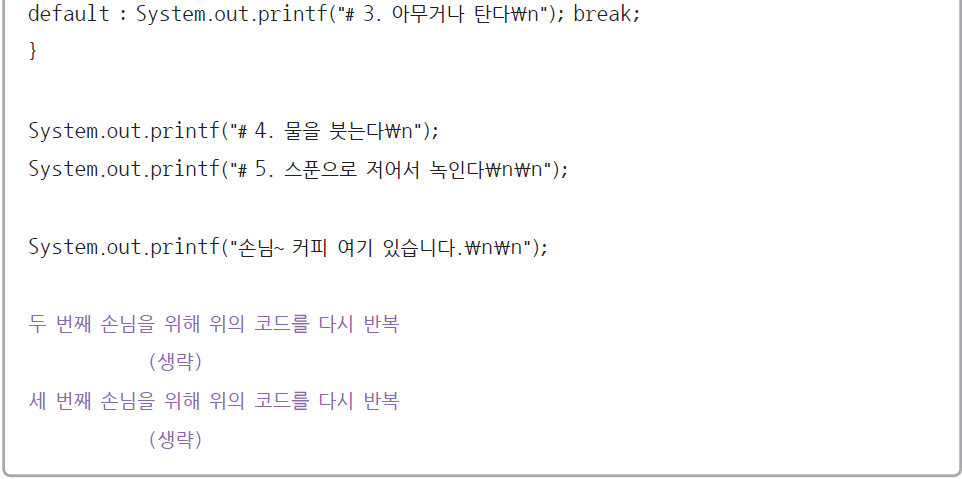 default : System.out.printf("# 3. 아무거나 탄다₩n"); break;
}
System.out.printf("# 4. 물을 붓는다₩n");
System.out.printf("# 5. 스푼으로 저어서 녹인다₩n₩n");
System.out.printf("손님~ 커피 여기 있습니다.₩n₩n");
두 번째 손님을 위해 위의 코드를 다시 반복
(생략)
세 번째 손님을 위해 위의 코드를 다시 반복
(생략)